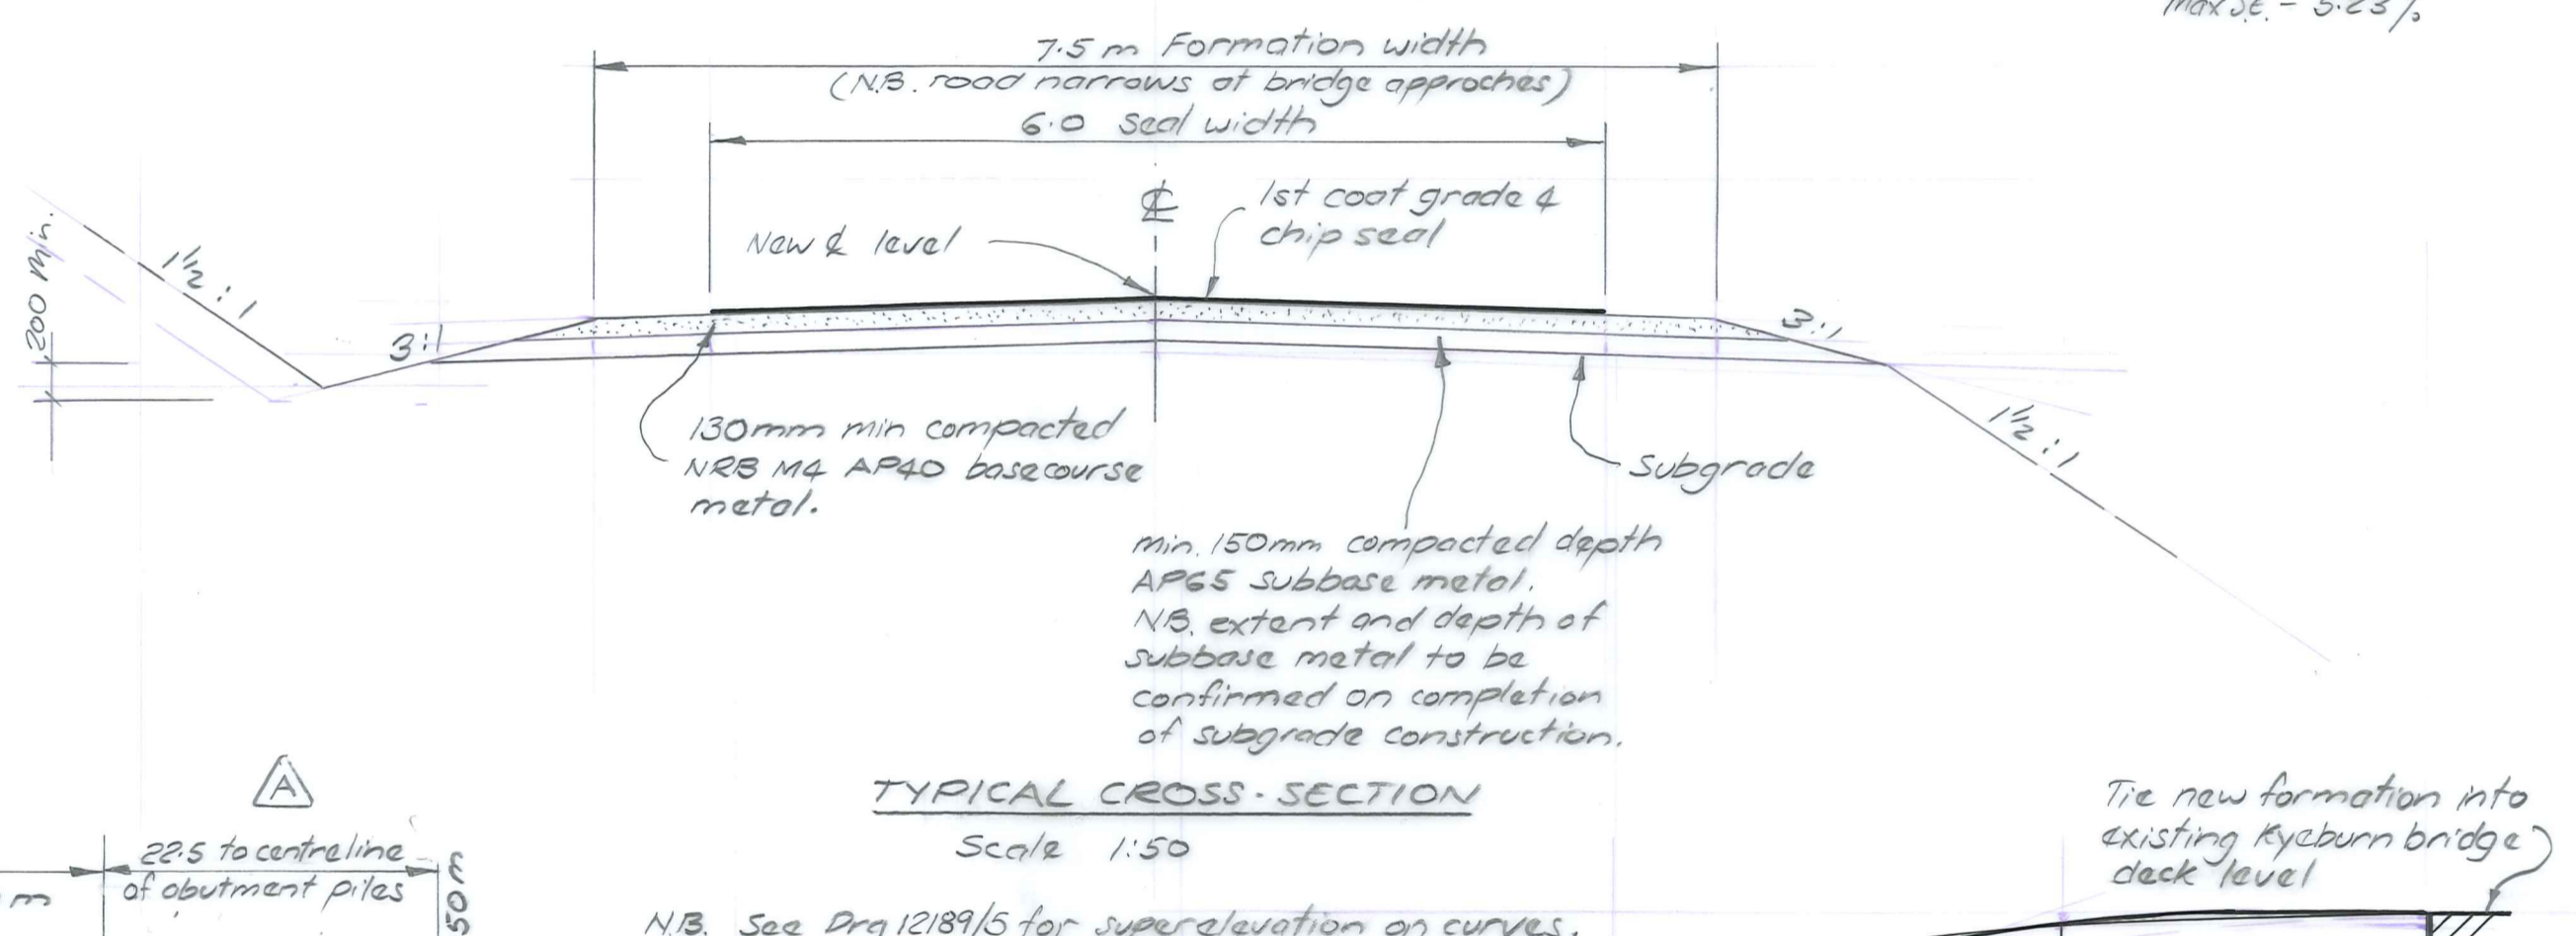 Max S.E. - 5.23%
7.5 m Formation width
(N.B. road narrows at bridge approches)
6.0 Seal width
℄
1st coat grade 4
chip seal
New ℄ level
200 Min.
1½ : 1
3:1
3:1
1½ : 1
130mm min compacted
NRB M4 AP40 basecourse
metal.
Subgrade
min. 150mm compacted depth
AP65 subbase metal.
N.B. extent and depth of
subbase metal to be
confirmed on completion
of subgrade construction.
A
TYPICAL CROSS-SECTION
Scale 1:50
22.5 to centreline
of abutment piles
m
50m
Tie new formation into
existing Kyeburn bridge
deck level
N.B. See Drg 12189/5 for superelevation on curves.